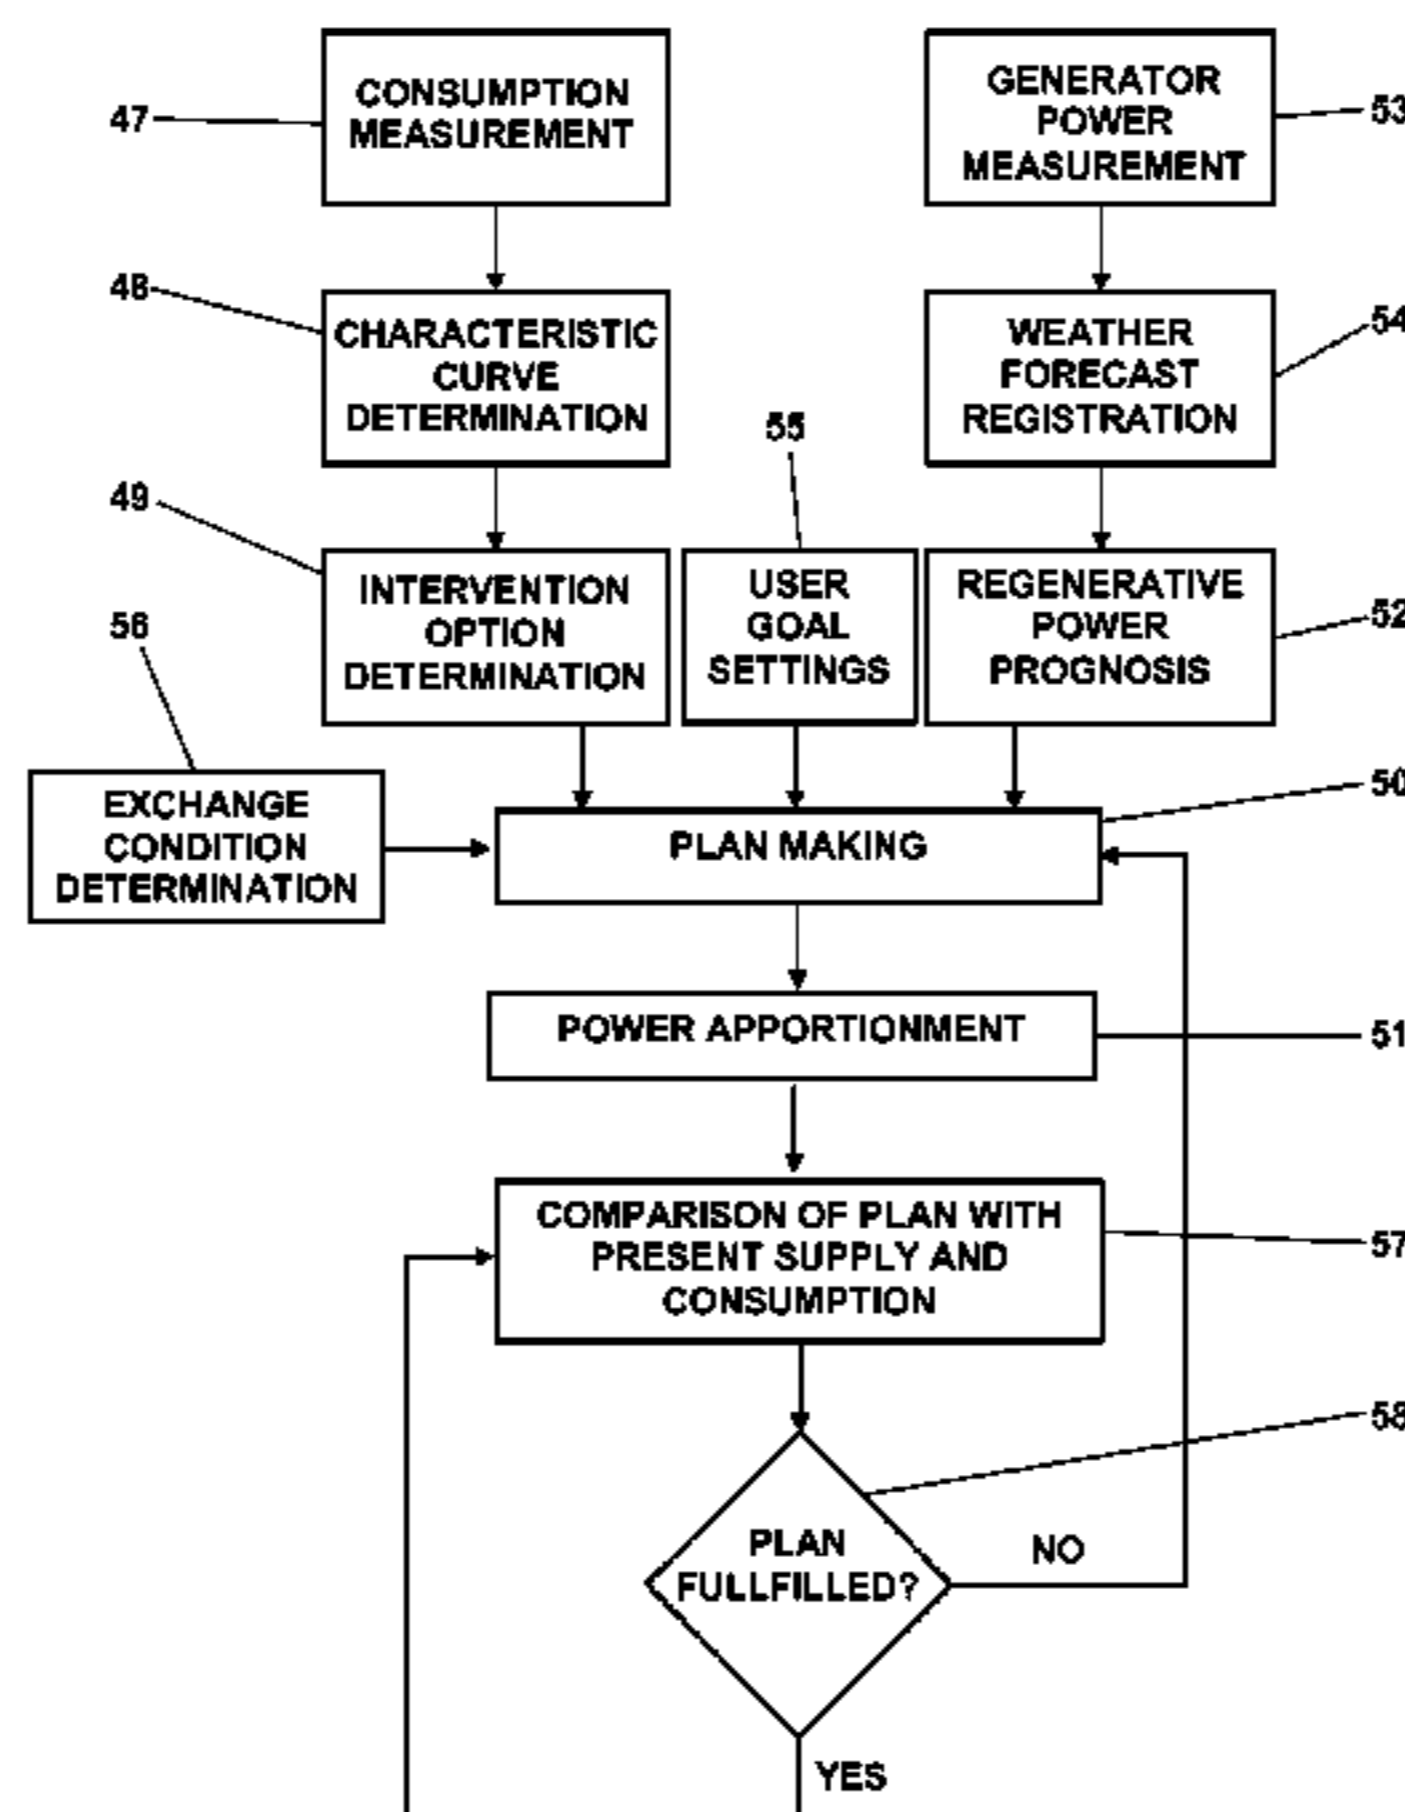 CONSUMPTION
MEASUREMENT
47
GENERATOR
POWER
MEASUREMENT
53
48
CHARACTERISTIC
CURVE
DETERMINATION
WEATHER
FORECAST
REGISTRATION
54
55
49
INTERVENTION
OPTION
DETERMINATION
USER
GOAL
SETTINGS
REGENERATIVE
POWER
PROGNOSIS
52
56
EXCHANGE
CONDITION
DETERMINATION
PLAN MAKING
50
POWER APPORTIONMENT
51
COMPARISON OF PLAN WITH
PRESENT SUPPLY AND
CONSUMPTION
57
58
PLAN
FULLFILLED?
NO
YES